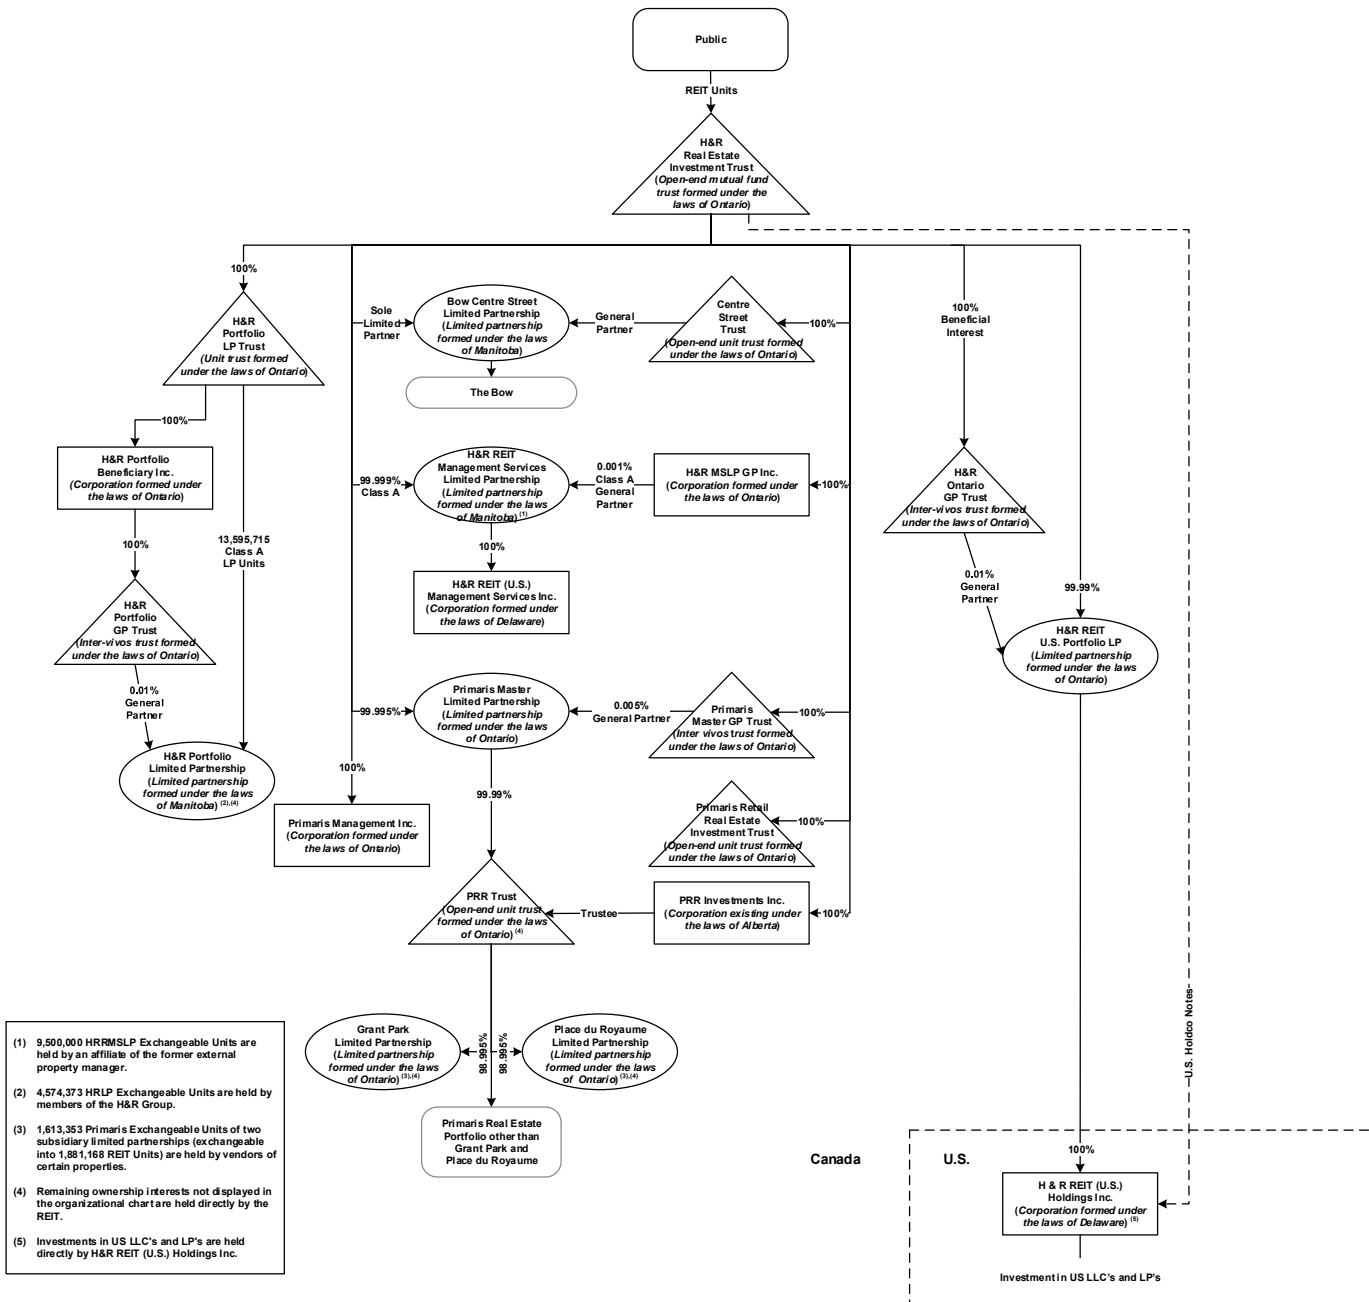 Public
REIT Units
H&R
Real Estate
Investment Trust
(Open-end mutual fund
trust formed under the
laws of Ontario)
100%
H&R
Portfolio
LP Trust
(Unit trust formed
under the laws of Ontario)
100%
H&R Portfolio
Beneficiary Inc.
(Corporation formed under
the laws of Ontario)
100%
13,595,715
Class A
LP Units
H&R
Portfolio
GP Trust
(Inter-vivos trust formed
under the laws of Ontario)
0.01%
General
Partner
H&R Portfolio
Limited Partnership
(Limited partnership
formed under the laws
of Manitoba) (2),(4)
Sole
Limited
Partner
Bow Centre Street
Limited Partnership
(Limited partnership
formed under the laws
of Manitoba)
General
Partner
Centre
Street
Trust
(Open-end unit trust formed
under the laws of Ontario)
100%
The Bow
99.999%
Class A
H&R REIT
Management Services
Limited Partnership
(Limited partnership
formed under the laws
of Manitoba) (1)
0.001%
Class A
General
Partner
H&R MSLP GP Inc.
(Corporation formed under
the laws of Ontario)
100%
100%
H&R REIT (U.S.)
Management Services Inc.
(Corporation formed under
the laws of Delaware)
99.995%
Primaris Master
Limited Partnership
(Limited partnership
formed under the laws
of Ontario)
0.005%
General Partner
Primaris
Master GP Trust
(Inter vivos trust formed
under the laws of Ontario)
100%
100%
Primaris Management Inc.
(Corporation formed under
the laws of Ontario)
99.99%
Primaris Retail
Real Estate
Investment Trust
(Open-end unit trust formed
under the laws of Ontario)
100%
PRR Trust
(Open-end unit trust
formed under the laws
of Ontario) (4)
Trustee
PRR Investments Inc.
(Corporation existing under
the laws of Alberta)
100%
Grant Park
Limited Partnership
(Limited partnership
formed under the laws
of Ontario) (3),(4)
98.995%
98.995%
Place du Royaume
Limited Partnership
(Limited partnership
formed under the laws
of Ontario) (3),(4)
Primaris Real Estate
Portfolio other than
Grant Park and
Place du Royaume
100%
Beneficial
Interest
H&R
Ontario
GP Trust
(Inter-vivos trust formed
under the laws of Ontario)
0.01%
General
Partner
99.99%
H&R REIT
U.S. Portfolio LP
(Limited partnership
formed under the laws
of Ontario)
U.S. Holdco Notes
Canada
U.S.
100%
H & R REIT (U.S.)
Holdings Inc.
(Corporation formed under
the laws of Delaware) (5)
Investment in US LLC's and LP's
(1) 9,500,000 HRRMSLP Exchangeable Units are
held by an affiliate of the former external
property manager.
(2) 4,574,373 HRLP Exchangeable Units are held by
members of the H&R Group.
(3) 1,613,353 Primaris Exchangeable Units of two
subsidiary limited partnerships (exchangeable
into 1,881,168 REIT Units) are held by vendors of
certain properties.
(4) Remaining ownership interests not displayed in
the organizational chart are held directly by the
REIT.
(5) Investments in US LLC's and LP's are held
directly by H&R REIT (U.S.) Holdings Inc.